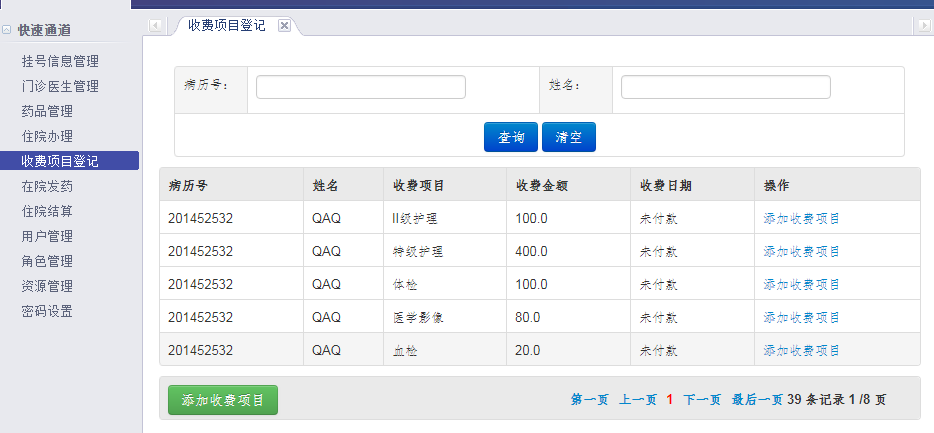 快速通道
挂号信息管理
门诊医生管理
药品管理
住院办理
收费项目登记
在院发药
住院结算
用户管理
角色管理
资源管理
密码设置
收费项目登记
病历号： 姓名：
查询 清空
病历号 姓名 收费项目 收费金额 收费日期 操作
201452532 QAQ II级护理 100.0 未付款 添加收费项目
201452532 QAQ 特级护理 400.0 未付款 添加收费项目
201452532 QAQ 体检 100.0 未付款 添加收费项目
201452532 QAQ 医学影像 80.0 未付款 添加收费项目
201452532 QAQ 血检 20.0 未付款 添加收费项目
添加收费项目 第一页 上一页 1 下一页 最后一页 39 条记录 1 /8 页